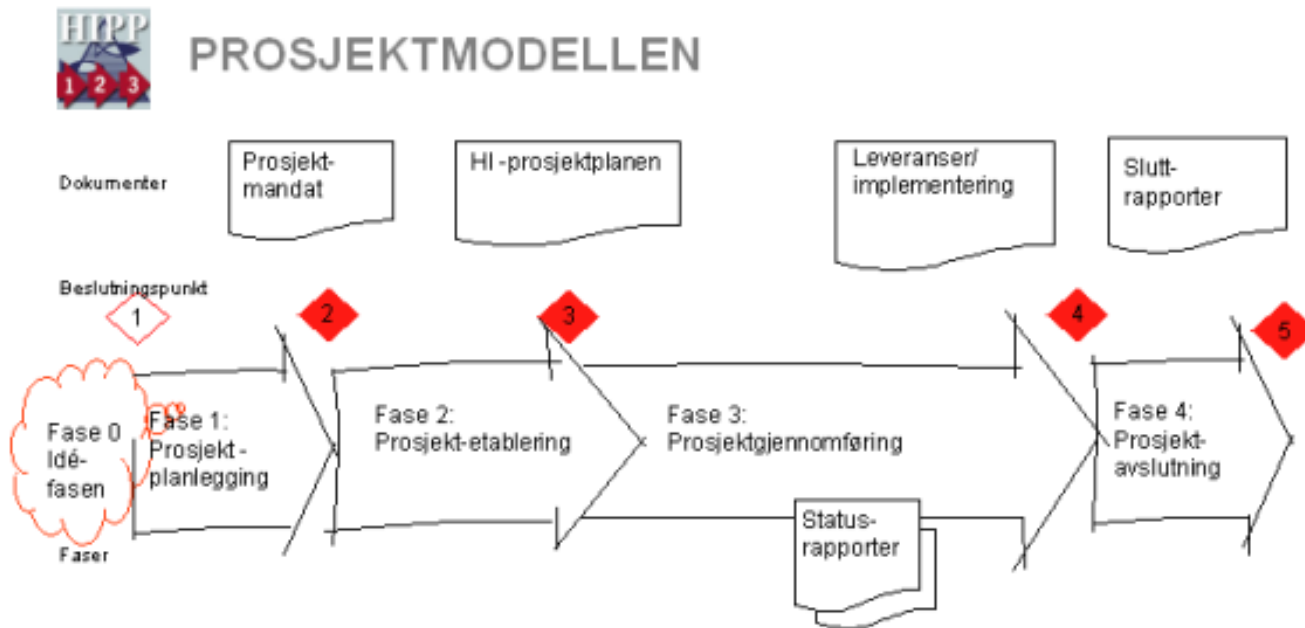 HIPP
1 2 3
PROSJEKTMODELLEN
Dokumenter
Prosjekt-
mandat
HI -prosjektplanen
Leveranser/
implementering
Slutt-
rapporter
Beslutningspunkt
1
2
3
4
5
Fase 0
Idé-
fasen
Fase 1:
Prosjekt -
planlegging
Fase 2:
Prosjekt-etablering
Fase 3:
Prosjektgjennomføring
Fase 4:
Prosjekt-
avslutning
Status-
rapporter
Faser